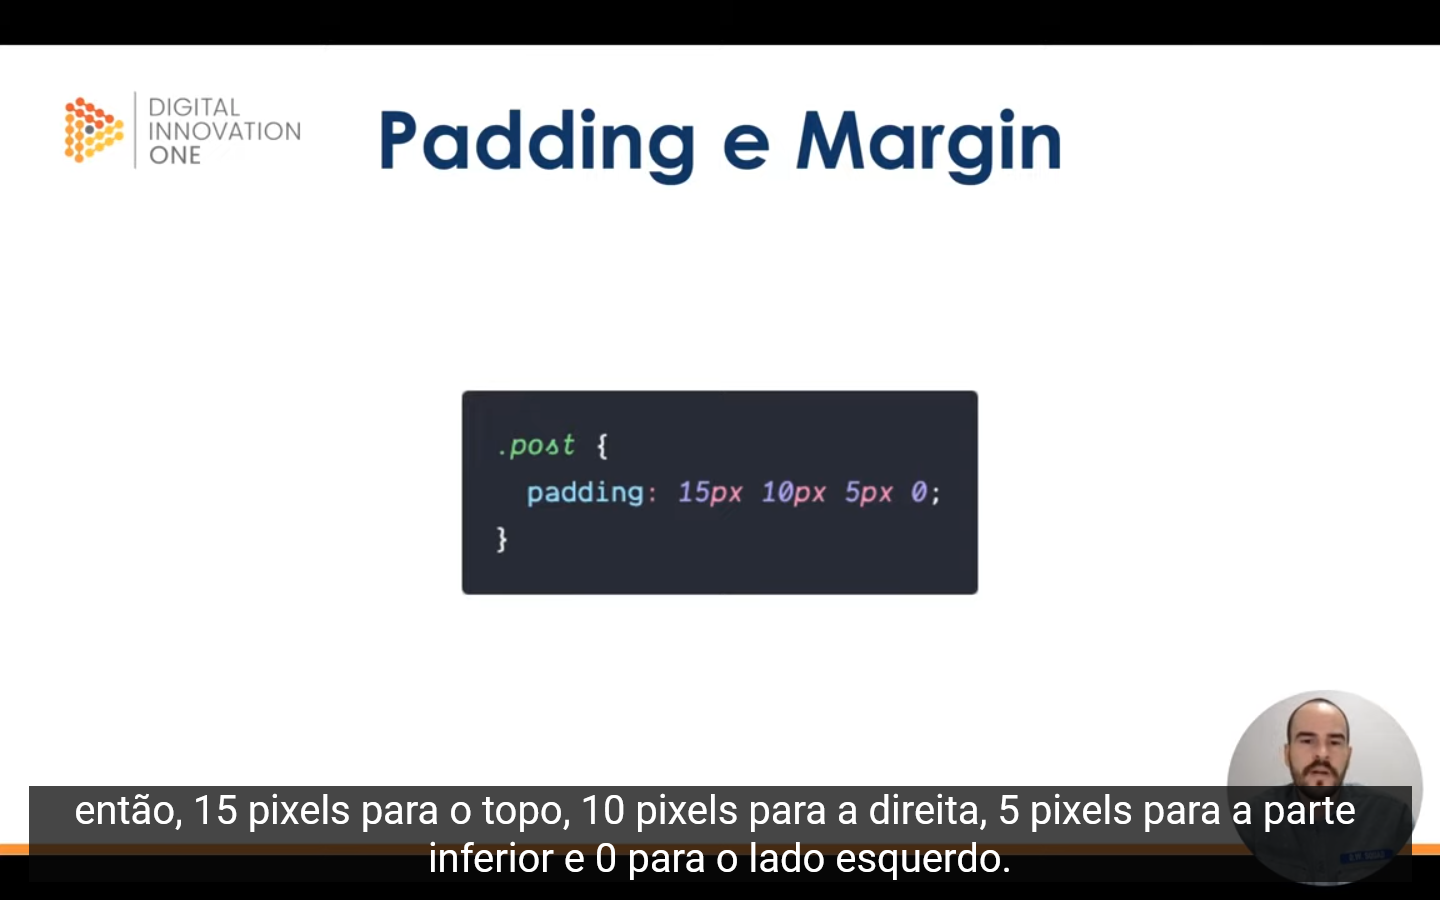 DIGITAL
INNOVATION
ONE
Padding e Margin
.post {
padding: 15px 10px 5px 0;
}
então, 15 pixels para o topo, 10 pixels para a direita, 5 pixels para a parte
inferior e 0 para o lado esquerdo.